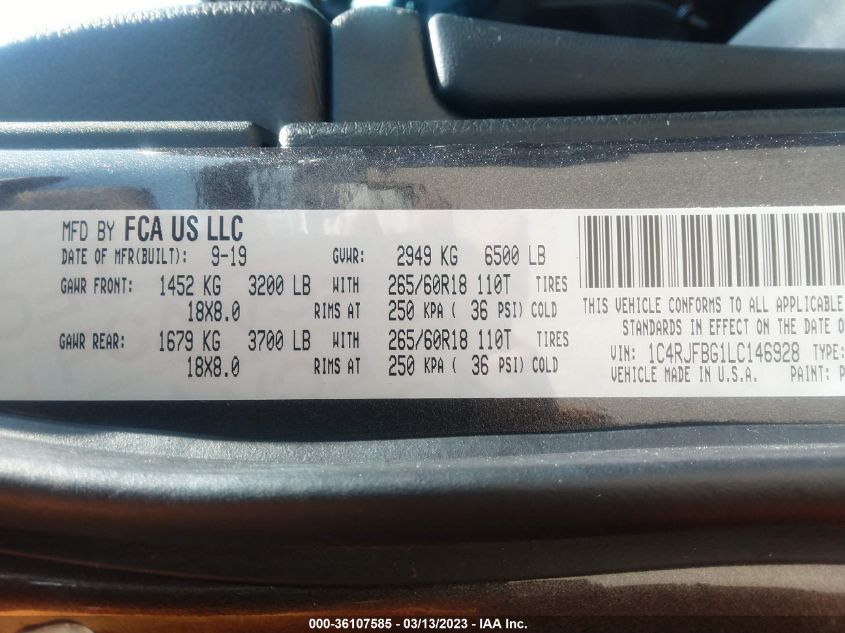 MFD BY FCA US LLC
DATE OF MFR(BUILT): 9-19 GVWR: 2949 KG 6500 LB
GAWR FRONT: 1452 KG 3200 LB WITH 265/60R18 110T TIRES
18X8.0 RIMS AT 250 KPA ( 36 PSI) COLD
GAWR REAR: 1679 KG 3700 LB WITH 265/60R18 110T TIRES
18X8.0 RIMS AT 250 KPA ( 36 PSI) COLD
THIS VEHICLE CONFORMS TO ALL APPLICABLE
STANDARDS IN EFFECT ON THE DATE O
VIN: 1C4RJFBG1LC146928 TYPE:
VEHICLE MADE IN U.S.A. PAINT: P
000-36107585 - 03/13/2023 - IAA Inc.